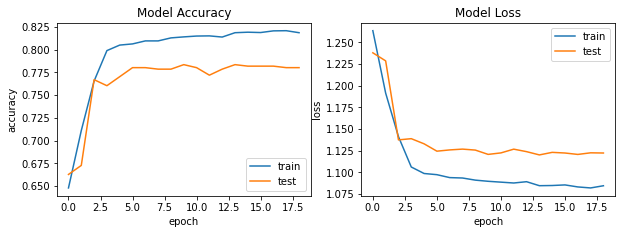 Model Accuracy
0.825
0.800
0.775
0.750
0.725
0.700
0.675
0.650
accuracy
0.0 2.5 5.0 7.5 10.0 12.5 15.0 17.5
epoch
train
test
Model Loss
1.250
1.225
1.200
1.175
1.150
1.125
1.100
1.075
loss
0.0 2.5 5.0 7.5 10.0 12.5 15.0 17.5
epoch
train
test